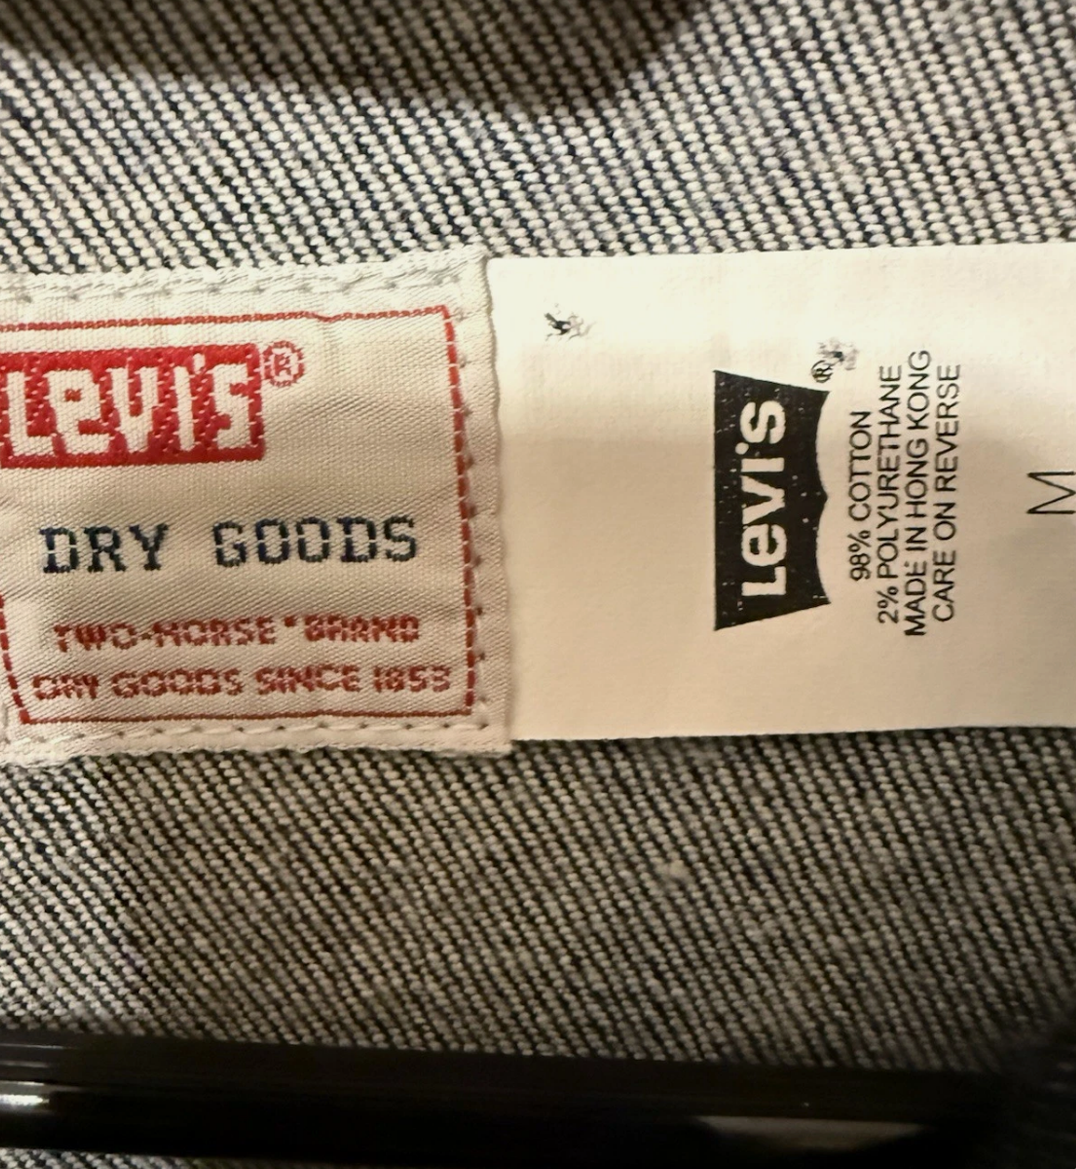 Levi's®
DRY GOODS
TWO-HORSE BRAND
DRY GOODS SINCE 1853
Levi's®
98% COTTON
2% POLYURETHANE
MADE IN HONG KONG
CARE ON REVERSE
M